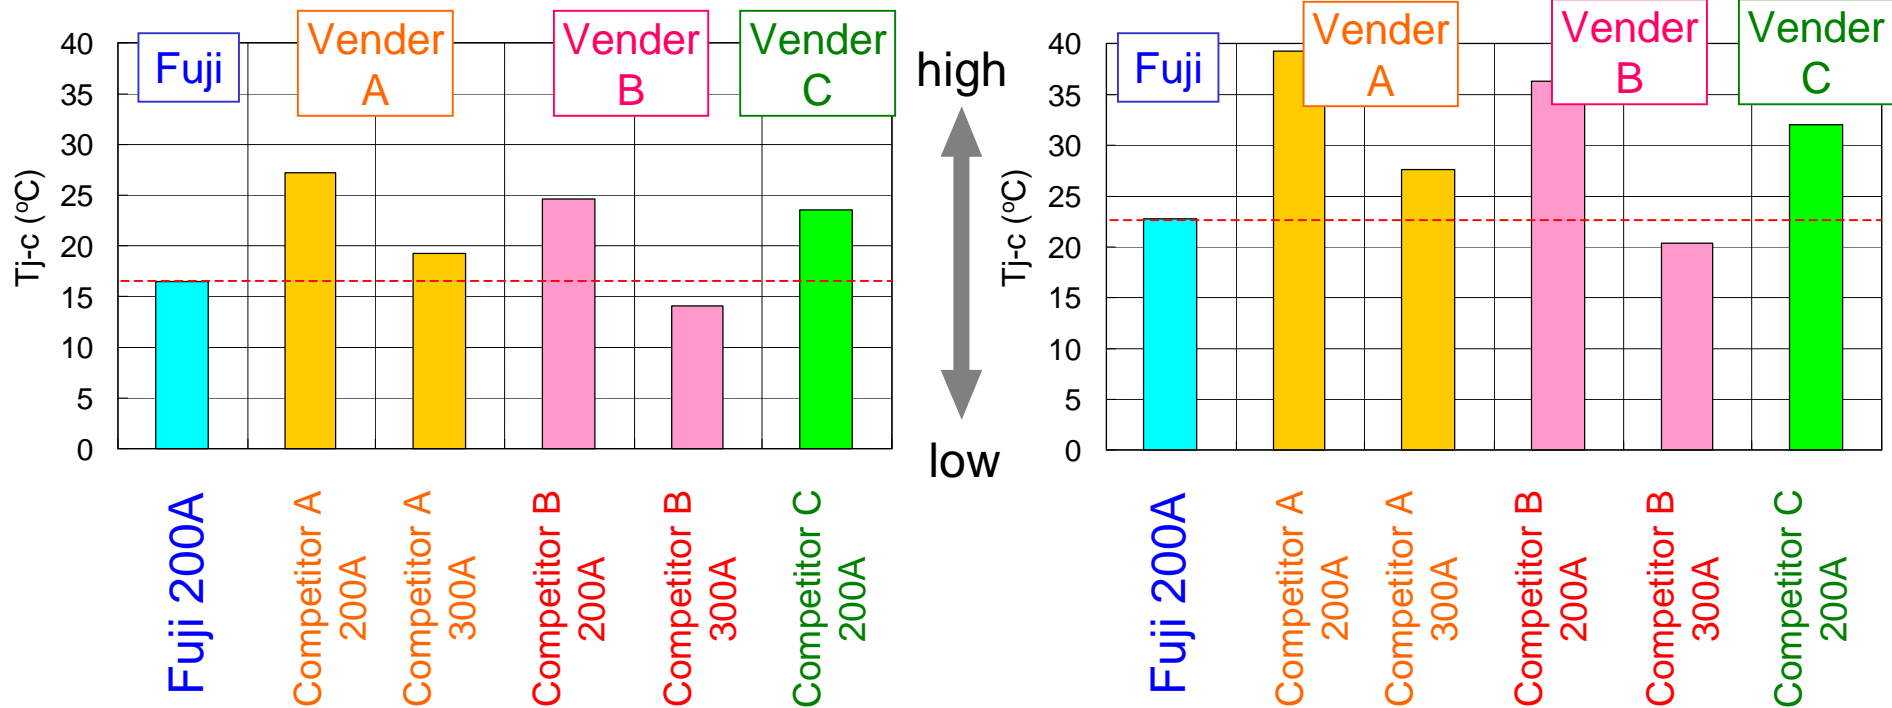 Fuji
Vender
A
Vender
B
Vender
C
40
35
30
25
20
15
10
5
0
Tj-c (ºC)
Fuji 200A
Competitor A
200A
Competitor A
300A
Competitor B
200A
Competitor B
300A
Competitor C
200A
high
low
Fuji
Vender
A
Vender
B
Vender
C
40
35
30
25
20
15
10
5
0
Tj-c (ºC)
Fuji 200A
Competitor A
200A
Competitor A
300A
Competitor B
200A
Competitor B
300A
Competitor C
200A